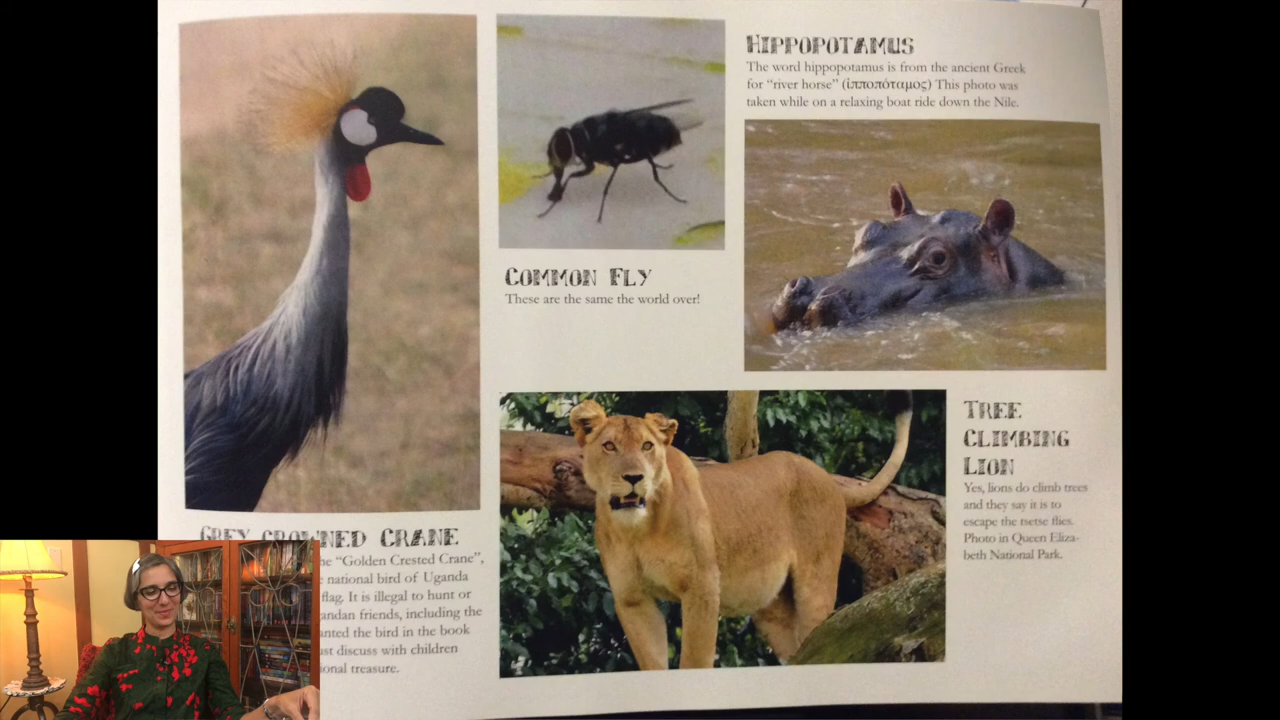 HIPPOPOTAMUS
The word hippopotamus is from the ancient Greek
for “river horse” (ἱπποπόταμος) This photo was
taken while on a relaxing boat ride down the Nile.
COMMON FLY
These are the same the world over!
TREE
CLIMBING
LION
Yes, lions do climb trees
and they say it is to
escape the tsetse flies.
Photo in Queen Eliza-
beth National Park.
GREY CROWNED CRANE
“Golden Crested Crane”,
national bird of Uganda
flag. It is illegal to hunt or
friends, including the
the bird in the book
discuss with children
treasure.